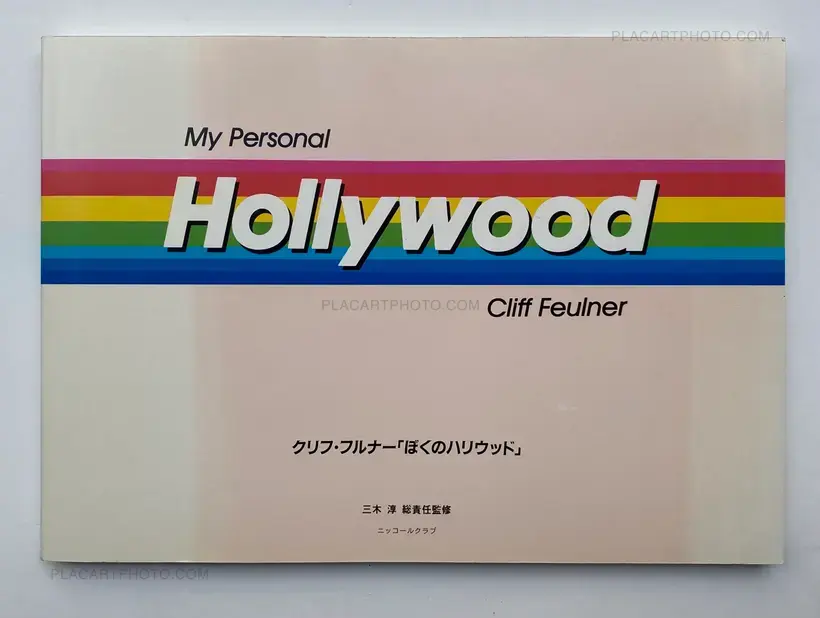 PLACARTPHOTO.COM
My Personal
Hollywood
PLACARTPHOTO.COM
Cliff Feulner
クリフ・フルナー「ぼくのハリウッド」
三木 淳 総責任監修
ニッコールクラブ
PLACARTPHOTO.COM